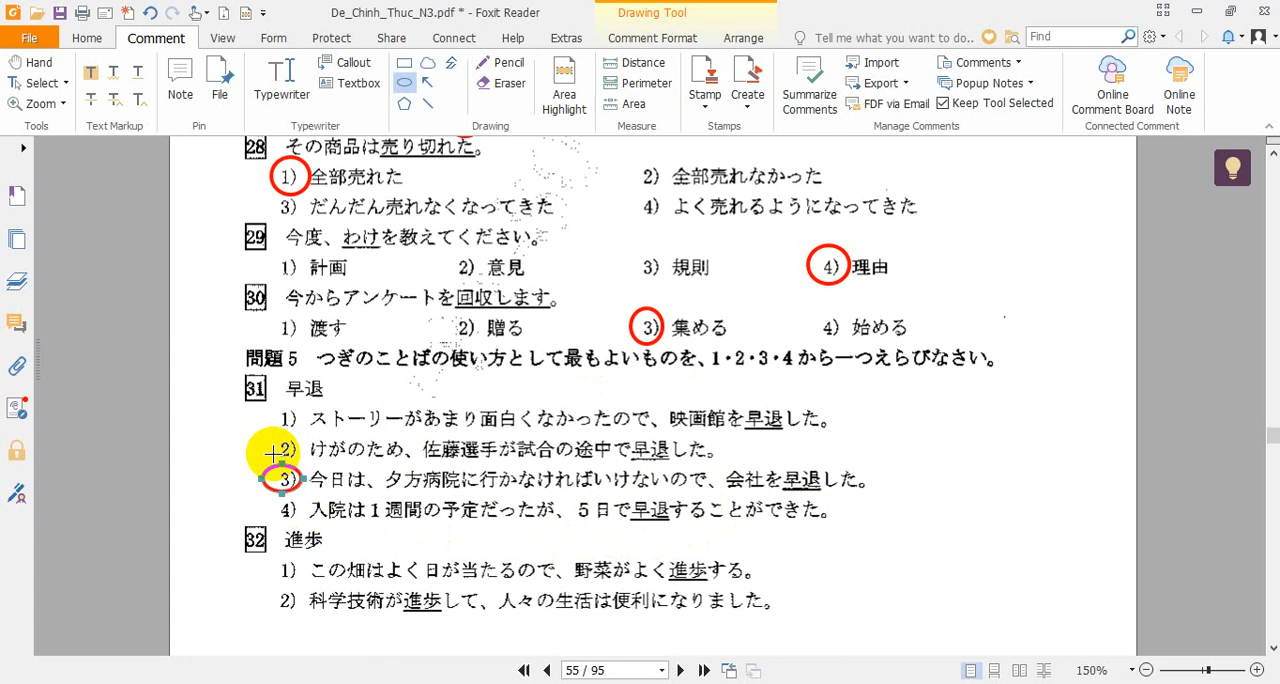 De_Chinh_Thuc_N3.pdf * - Foxit Reader
Drawing Tool
File Home Comment View Form Protect Share Connect Help Extras Comment Format Arrange Tell me what you want to do.. Find
Hand
Select
Zoom
Tools
Text Markup
Note
File
Pin
Typewriter
Callout
Textbox
Typewriter
Pencil
Eraser
Drawing
Area Highlight
Distance
Perimeter
Area
Measure
Stamp
Create
Stamps
Summarize Comments
Import
Export
FDF via Email
Comments
Popup Notes
Keep Tool Selected
Manage Comments
Online Comment Board
Online Note
Connected Comment
28 その商品は売り切れた。
1) 全部売れた 2) 全部売れなかった
3) だんだん売れなくなってきた 4) よく売れるようになってきた
29 今度、わけを教えてください。
1) 計画 2) 意見 3) 規則 4) 理由
30 今からアンケートを回収します。
1) 渡す 2) 贈る 3) 集める 4) 始める
問題5 つぎのことばの使い方として最もよいものを、1・2・3・4から一つえらびなさい。
31 早退
1) ストーリーがあまり面白くなかったので、映画館を早退した。
2) けがのため、佐藤選手が試合の途中で早退した。
3) 今日は、夕方病院に行かなければいけないので、会社を早退した。
4) 入院は1週間の予定だったが、5日で早退することができた。
32 進歩
1) この畑はよく日が当たるので、野菜がよく進歩する。
2) 科学技術が進歩して、人々の生活は便利になりました。
55 / 95
150%